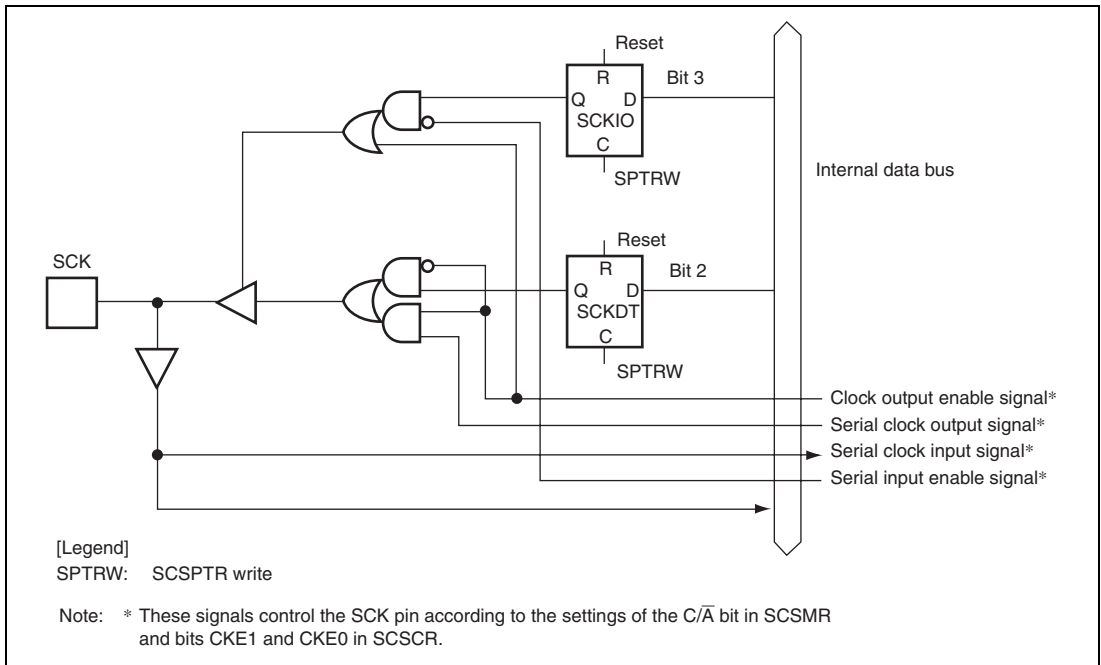 Reset
R
Bit 3
Q D
SCKIO
C
SPTRW
Internal data bus
Reset
R
Bit 2
Q D
SCKDT
C
SPTRW
SCK
Clock output enable signal*
Serial clock output signal*
Serial clock input signal*
Serial input enable signal*
[Legend]
SPTRW: SCSPTR write
Note: * These signals control the SCK pin according to the settings of the C/A̅ bit in SCSMR
and bits CKE1 and CKE0 in SCSCR.